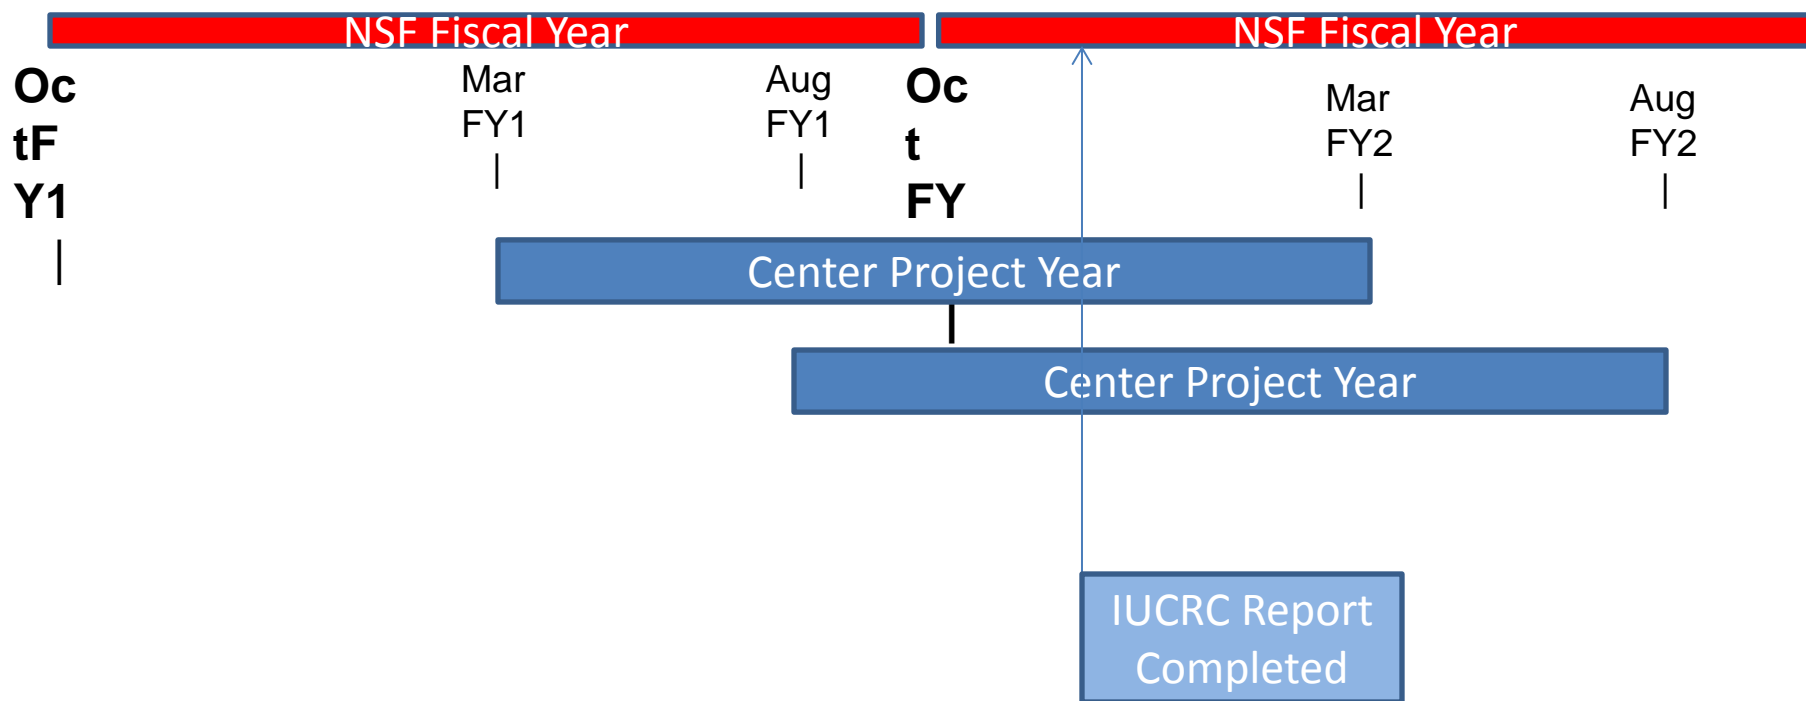 NSF Fiscal Year
NSF Fiscal Year
Oc
tF
Y1
|
Mar
FY1
|
Aug
FY1
|
Oc
t
FY
|
Mar
FY2
|
Aug
FY2
|
Center Project Year
Center Project Year
IUCRC Report
Completed